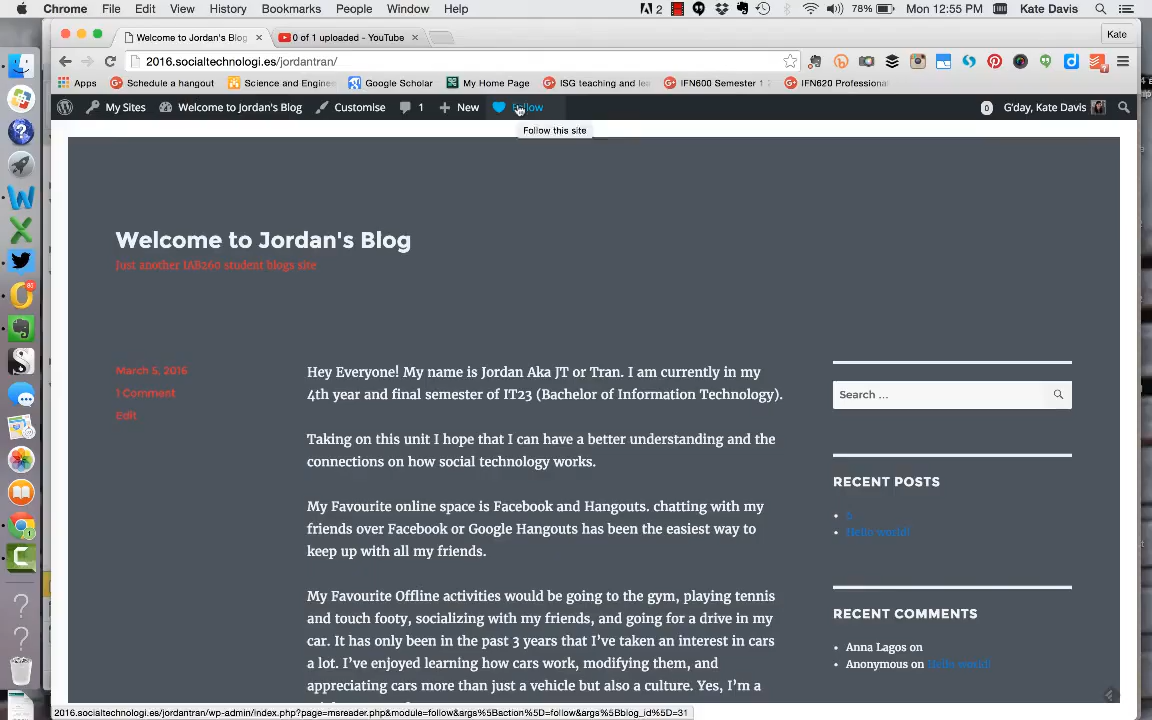 Chrome File Edit View History Bookmarks People Window Help
2 78% Mon 12:55 PM Kate Davis
Welcome to Jordan's Blog
0 of 1 uploaded - YouTube
Kate
2016.socialtechnologi.es/jordantran/
Apps Schedule a hangout Science and Engine Google Scholar My Home Page ISG teaching and lea IFN600 Semester 1 IFN620 Professional
My Sites Welcome to Jordan's Blog Customise 1 New Follow 0 G'day, Kate Davis
Follow this site
Welcome to Jordan's Blog
Just another IAB260 student blogs site
March 5, 2016
1 Comment
Edit
Hey Everyone! My name is Jordan Aka JT or Tran. I am currently in my
4th year and final semester of IT23 (Bachelor of Information Technology).
Taking on this unit I hope that I can have a better understanding and the
connections on how social technology works.
My Favourite online space is Facebook and Hangouts. chatting with my
friends over Facebook or Google Hangouts has been the easiest way to
keep up with all my friends.
My Favourite Offline activities would be going to the gym, playing tennis
and touch footy, socializing with my friends, and going for a drive in my
car. It has only been in the past 3 years that I've taken an interest in cars
a lot. I've enjoyed learning how cars work, modifying them, and
appreciating cars more than just a vehicle but also a culture. Yes, I'm a
Search ...
RECENT POSTS
Hello world!
RECENT COMMENTS
Anna Lagos on
Anonymous on Hello world!
2016.socialtechnologi.es/jordantran/wp-admin/index.php?page=msreader.php&module=follow&args%5Baction%5D=follow&args%5Bblog_id%5D=31